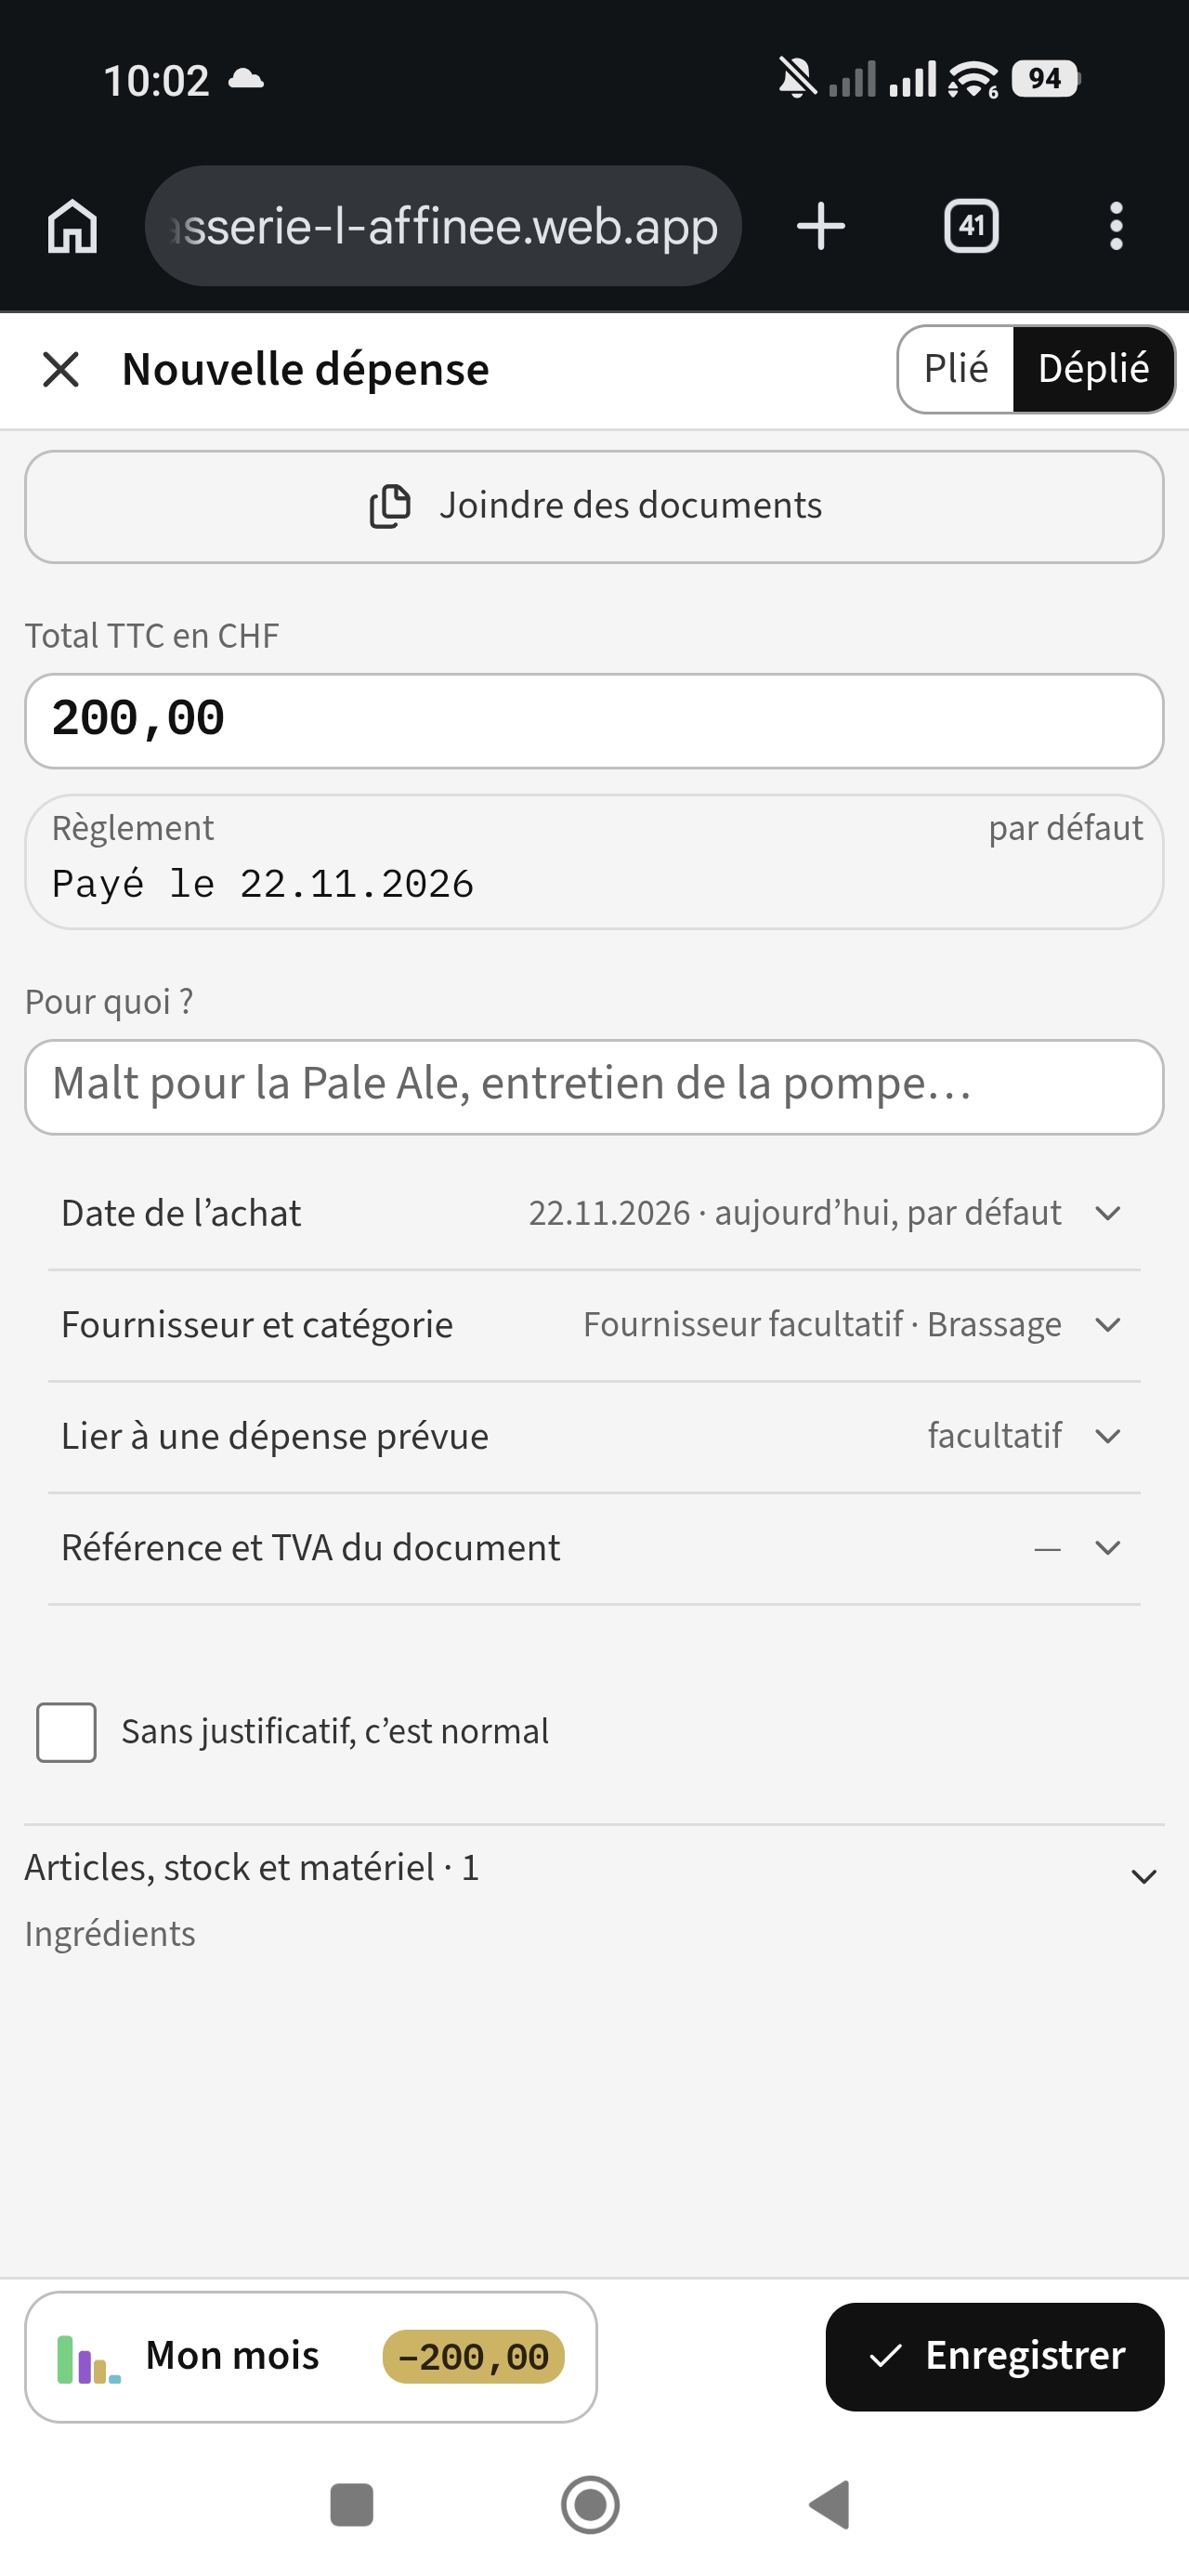 10:02
6
94
asserie-l-affinee.web.app
41
Nouvelle dépense
Plié
Déplié
Joindre des documents
Total TTC en CHF
200,00
Règlement
par défaut
Payé le 22.11.2026
Pour quoi ?
Malt pour la Pale Ale, entretien de la pompe…
Date de l’achat
22.11.2026 · aujourd’hui, par défaut
Fournisseur et catégorie
Fournisseur facultatif · Brassage
Lier à une dépense prévue
facultatif
Référence et TVA du document
—
Sans justificatif, c’est normal
Articles, stock et matériel · 1
Ingrédients
Mon mois
−200,00
Enregistrer